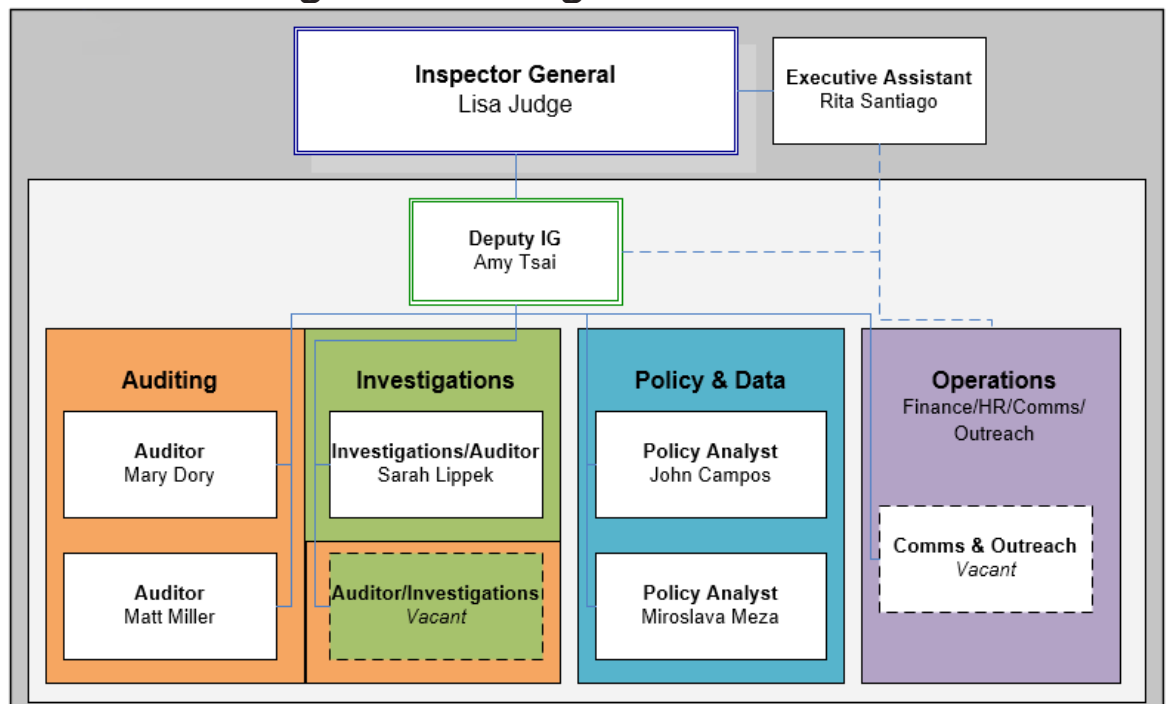 Inspector General
Lisa Judge
Executive Assistant
Rita Santiago
Deputy IG
Amy Tsai
Auditing
Auditor
Mary Dory
Auditor
Matt Miller
Investigations
Investigations/Auditor
Sarah Lippek
Auditor/Investigations
Vacant
Policy & Data
Policy Analyst
John Campos
Policy Analyst
Miroslava Meza
Operations
Finance/HR/Comms/
Outreach
Comms & Outreach
Vacant